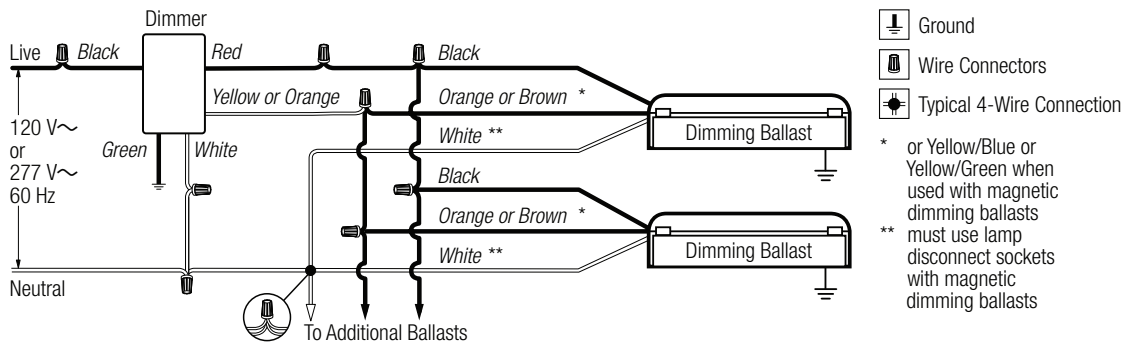 Dimmer
Live
Black
Red
Black
Yellow or Orange
Orange or Brown *
White **
Dimming Ballast
120 V~
or
277 V~
60 Hz
Green
White
Black
Orange or Brown *
White **
Dimming Ballast
Neutral
To Additional Ballasts
Ground
Wire Connectors
Typical 4-Wire Connection
* or Yellow/Blue or
Yellow/Green when
used with magnetic
dimming ballasts
** must use lamp
disconnect sockets
with magnetic
dimming ballasts